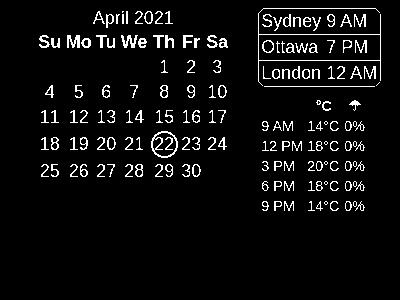 April 2021
Su Mo Tu We Th Fr Sa
1 2 3
4 5 6 7 8 9 10
11 12 13 14 15 16 17
18 19 20 21 22 23 24
25 26 27 28 29 30
Sydney 9 AM
Ottawa 7 PM
London 12 AM
°C
9 AM 14°C 0%
12 PM 18°C 0%
3 PM 20°C 0%
6 PM 18°C 0%
9 PM 14°C 0%